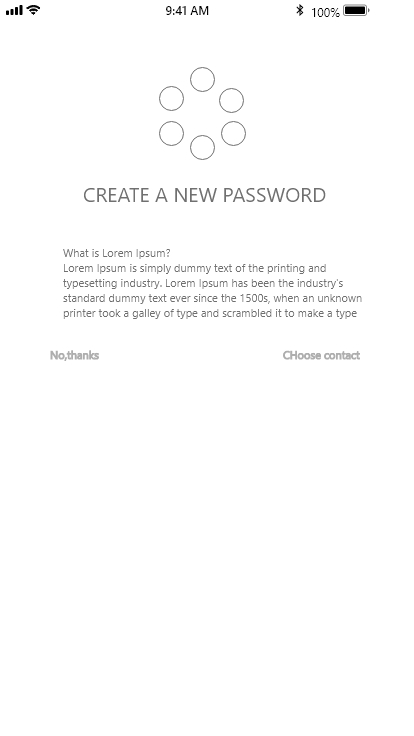 9:41 AM 100%
CREATE A NEW PASSWORD
What is Lorem Ipsum?
Lorem Ipsum is simply dummy text of the printing and
typesetting industry. Lorem Ipsum has been the industry's
standard dummy text ever since the 1500s, when an unknown
printer took a galley of type and scrambled it to make a type
No,thanks CHoose contact